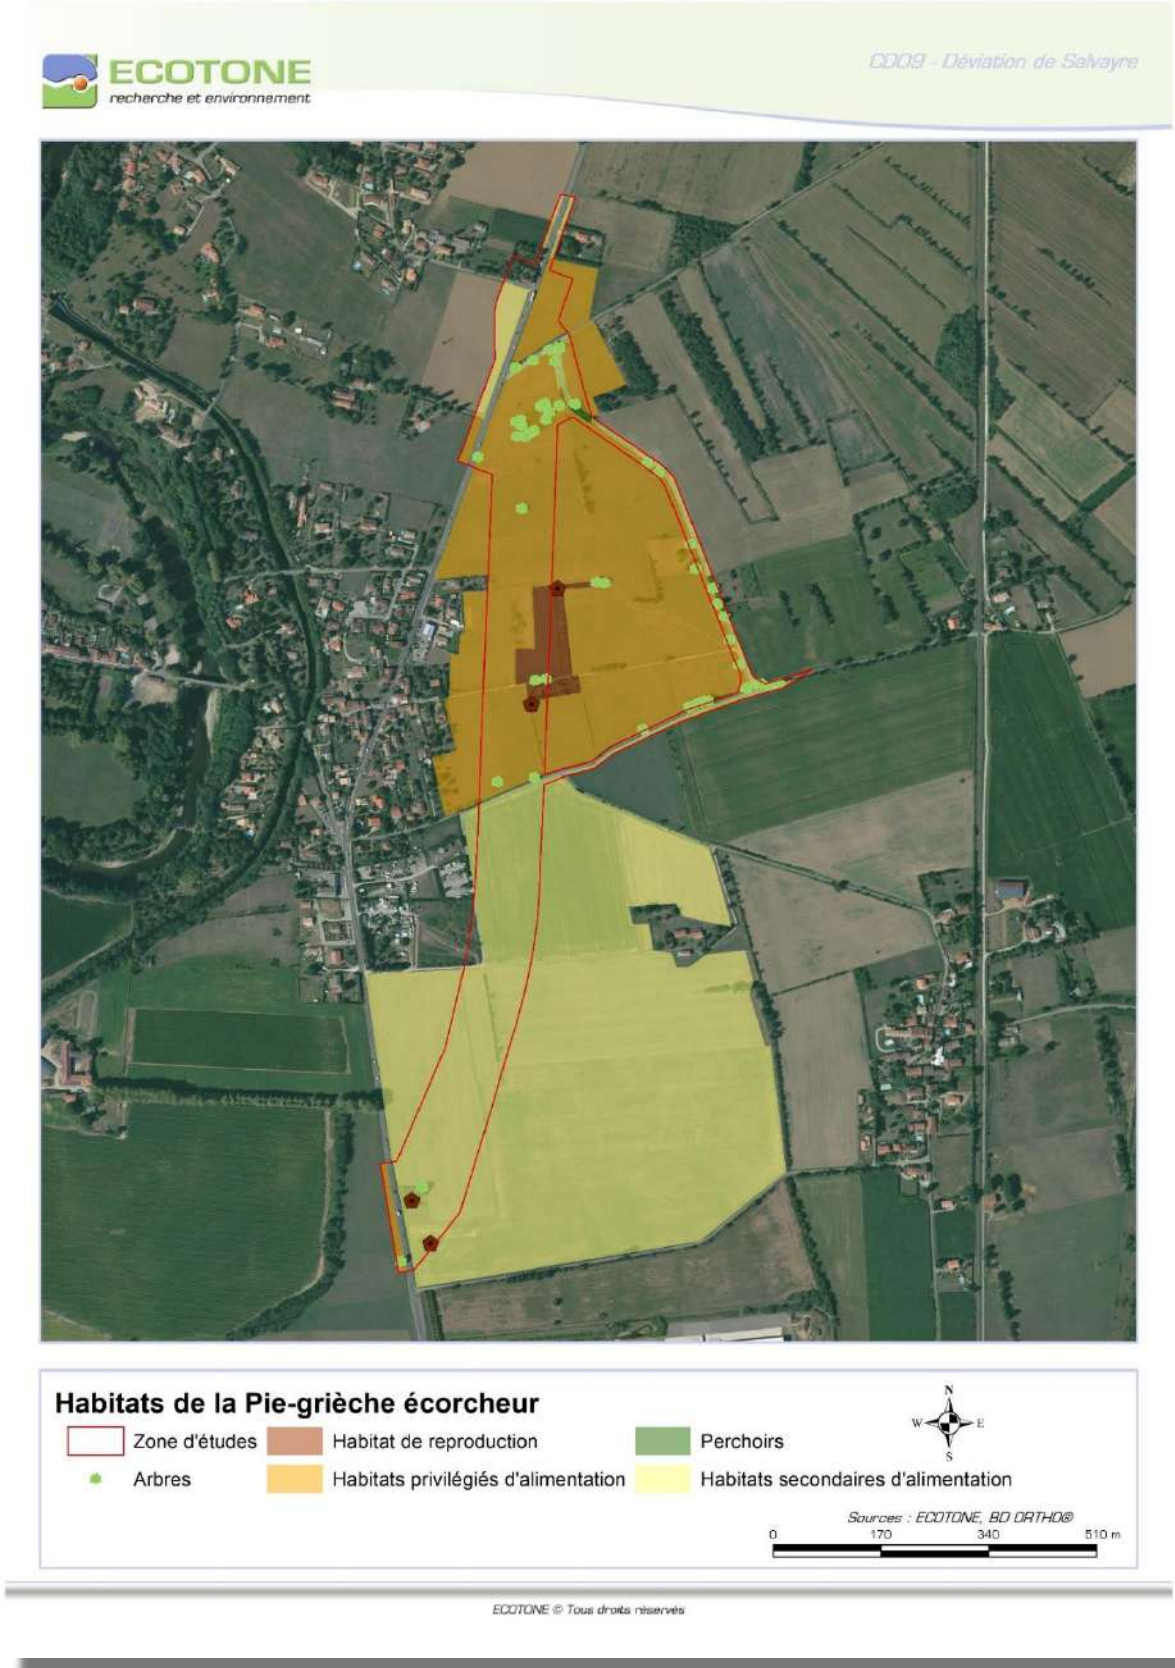 ECOTONE
recherche et environnement
CD09 - Déviation de Salvayre
Habitats de la Pie-grièche écorcheur
Zone d'études
Habitat de reproduction
Perchoirs
Arbres
Habitats privilégiés d'alimentation
Habitats secondaires d'alimentation
N
W E
S
Sources : ECOTONE, BD ORTHO®
0 170 340 510 m
ECOTONE © Tous droits réservés